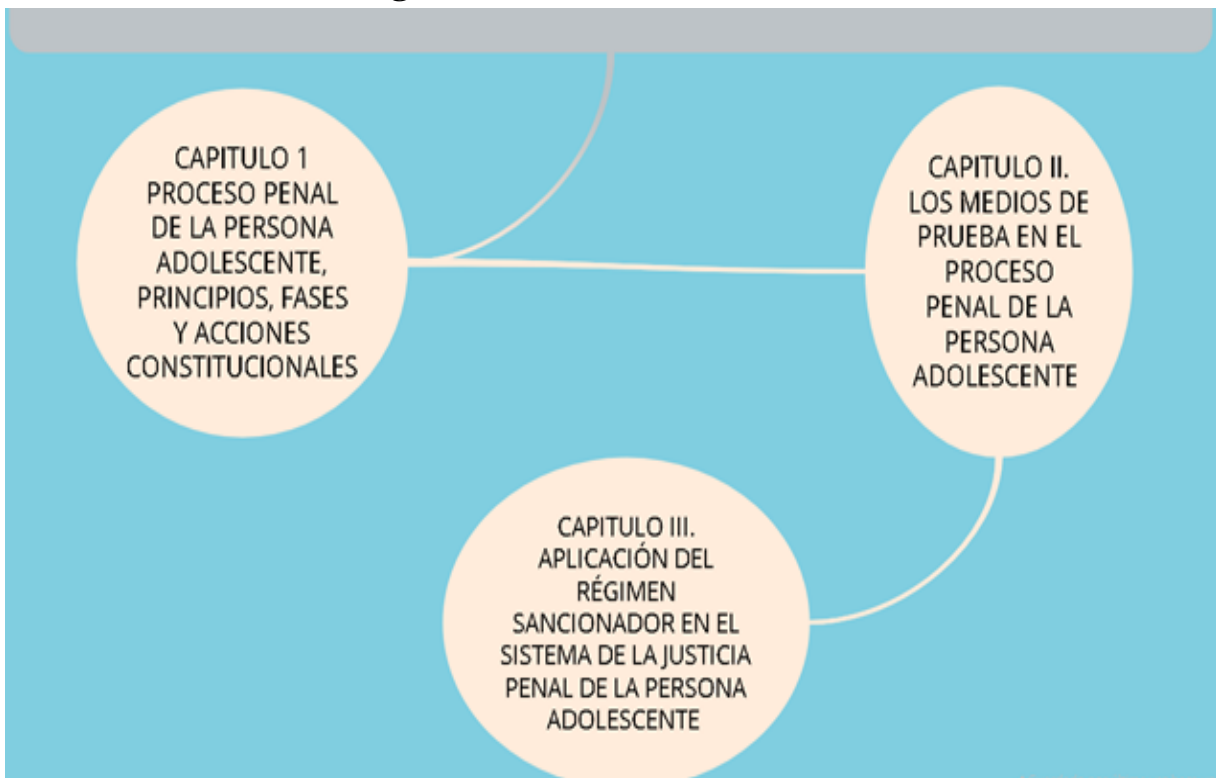 CAPITULO 1
PROCESO PENAL
DE LA PERSONA
ADOLESCENTE,
PRINCIPIOS, FASES
Y ACCIONES
CONSTITUCIONALES
CAPITULO II.
LOS MEDIOS DE
PRUEBA EN EL
PROCESO
PENAL DE LA
PERSONA
ADOLESCENTE
CAPITULO III.
APLICACIÓN DEL
RÉGIMEN
SANCIONADOR EN EL
SISTEMA DE LA JUSTICIA
PENAL DE LA PERSONA
ADOLESCENTE